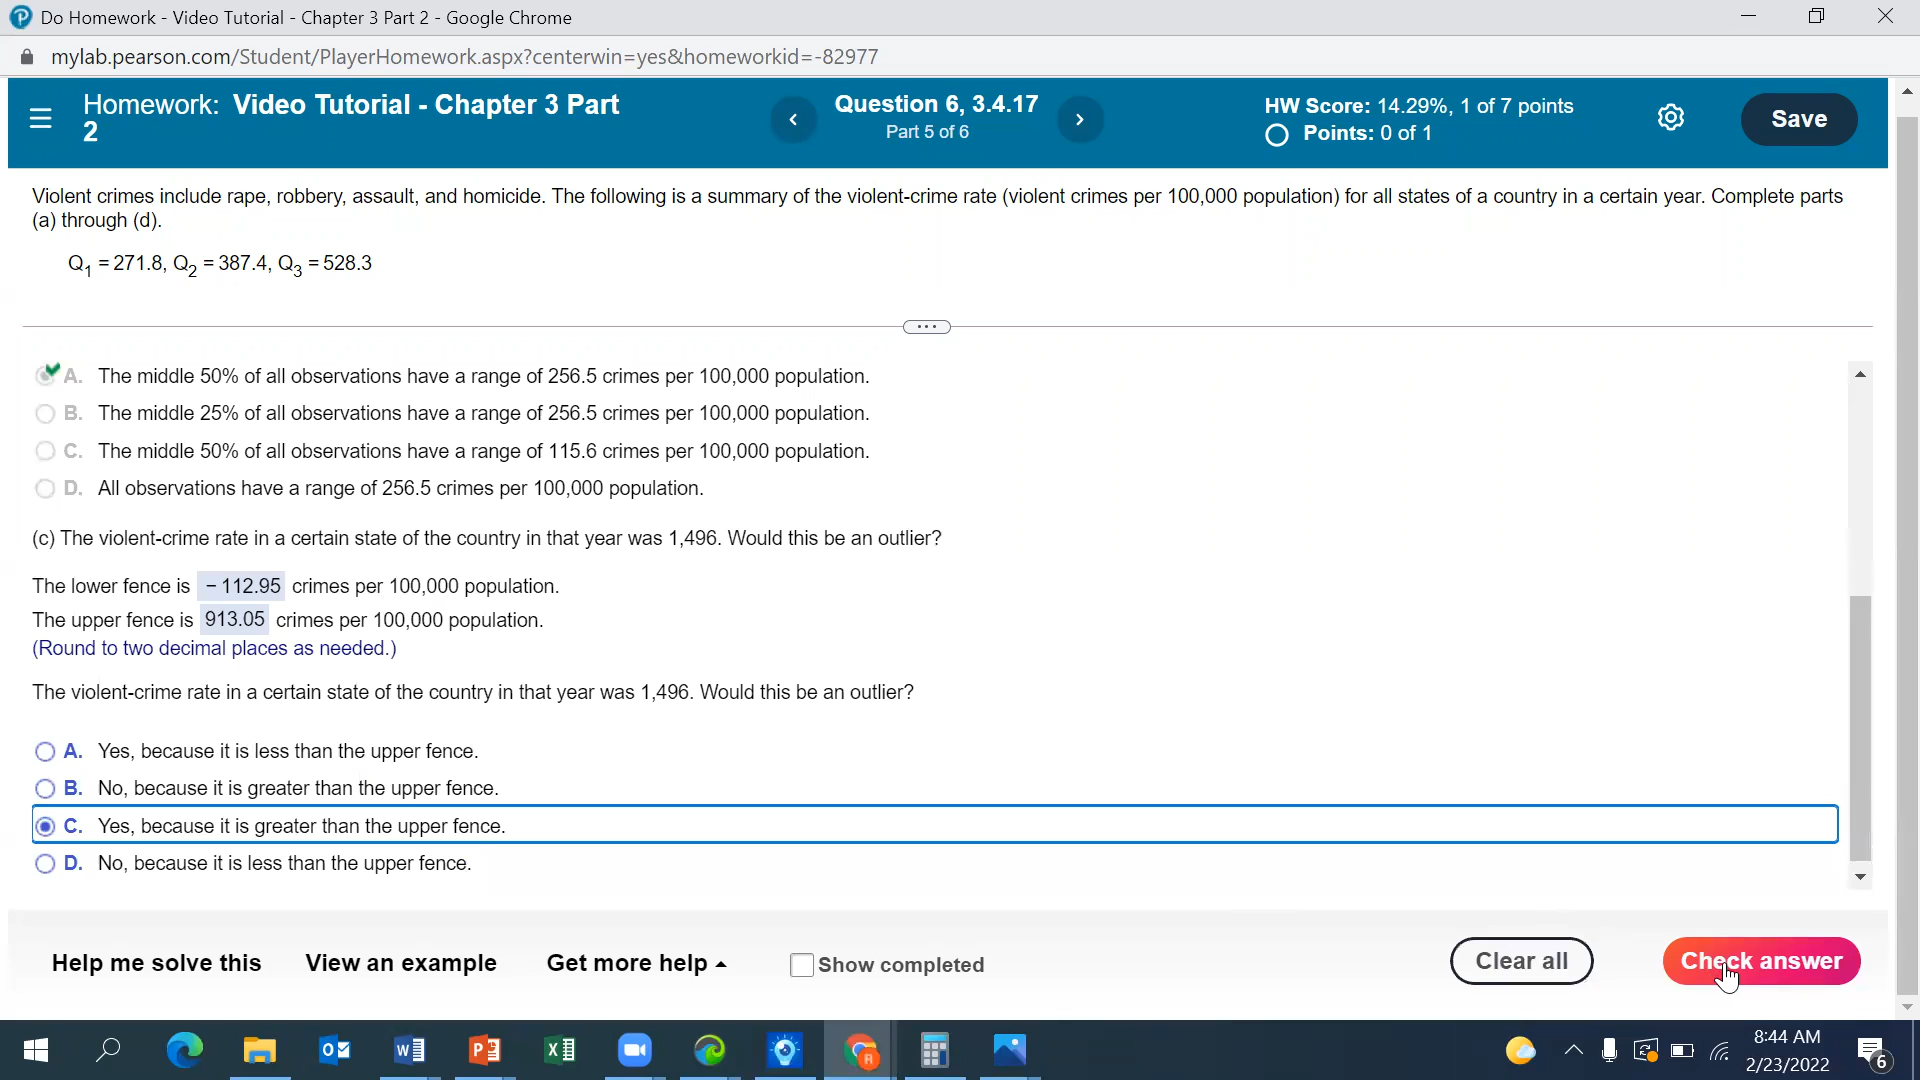 Do Homework - Video Tutorial - Chapter 3 Part 2 - Google Chrome
mylab.pearson.com/Student/PlayerHomework.aspx?centerwin=yes&homeworkid=-82977
Homework: Video Tutorial - Chapter 3 Part
2
Question 6, 3.4.17
Part 5 of 6
HW Score: 14.29%, 1 of 7 points
Points: 0 of 1
Save
Violent crimes include rape, robbery, assault, and homicide. The following is a summary of the violent-crime rate (violent crimes per 100,000 population) for all states of a country in a certain year. Complete parts
(a) through (d).
Q1 = 271.8, Q2 = 387.4, Q3 = 528.3
A. The middle 50% of all observations have a range of 256.5 crimes per 100,000 population.
B. The middle 25% of all observations have a range of 256.5 crimes per 100,000 population.
C. The middle 50% of all observations have a range of 115.6 crimes per 100,000 population.
D. All observations have a range of 256.5 crimes per 100,000 population.
(c) The violent-crime rate in a certain state of the country in that year was 1,496. Would this be an outlier?
The lower fence is − 112.95 crimes per 100,000 population.
The upper fence is 913.05 crimes per 100,000 population.
(Round to two decimal places as needed.)
The violent-crime rate in a certain state of the country in that year was 1,496. Would this be an outlier?
A. Yes, because it is less than the upper fence.
B. No, because it is greater than the upper fence.
C. Yes, because it is greater than the upper fence.
D. No, because it is less than the upper fence.
Help me solve this
View an example
Get more help
Show completed
Clear all
Check answer
8:44 AM
2/23/2022
6